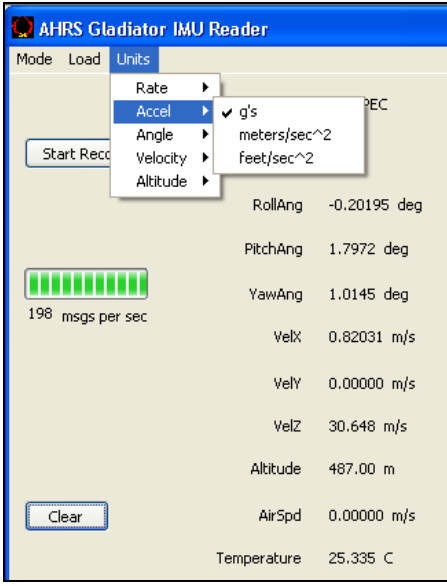 AHRS Gladiator IMU Reader
Mode Load Units
Rate
Accel
Angle
Velocity
Altitude
✓ g's
meters/sec^2
feet/sec^2
PEC
Start Reco
RollAng -0.20195 deg
PitchAng 1.7972 deg
YawAng 1.0145 deg
198 msgs per sec
VelX 0.82031 m/s
VelY 0.00000 m/s
VelZ 30.648 m/s
Altitude 487.00 m
Clear
AirSpd 0.00000 m/s
Temperature 25.335 C